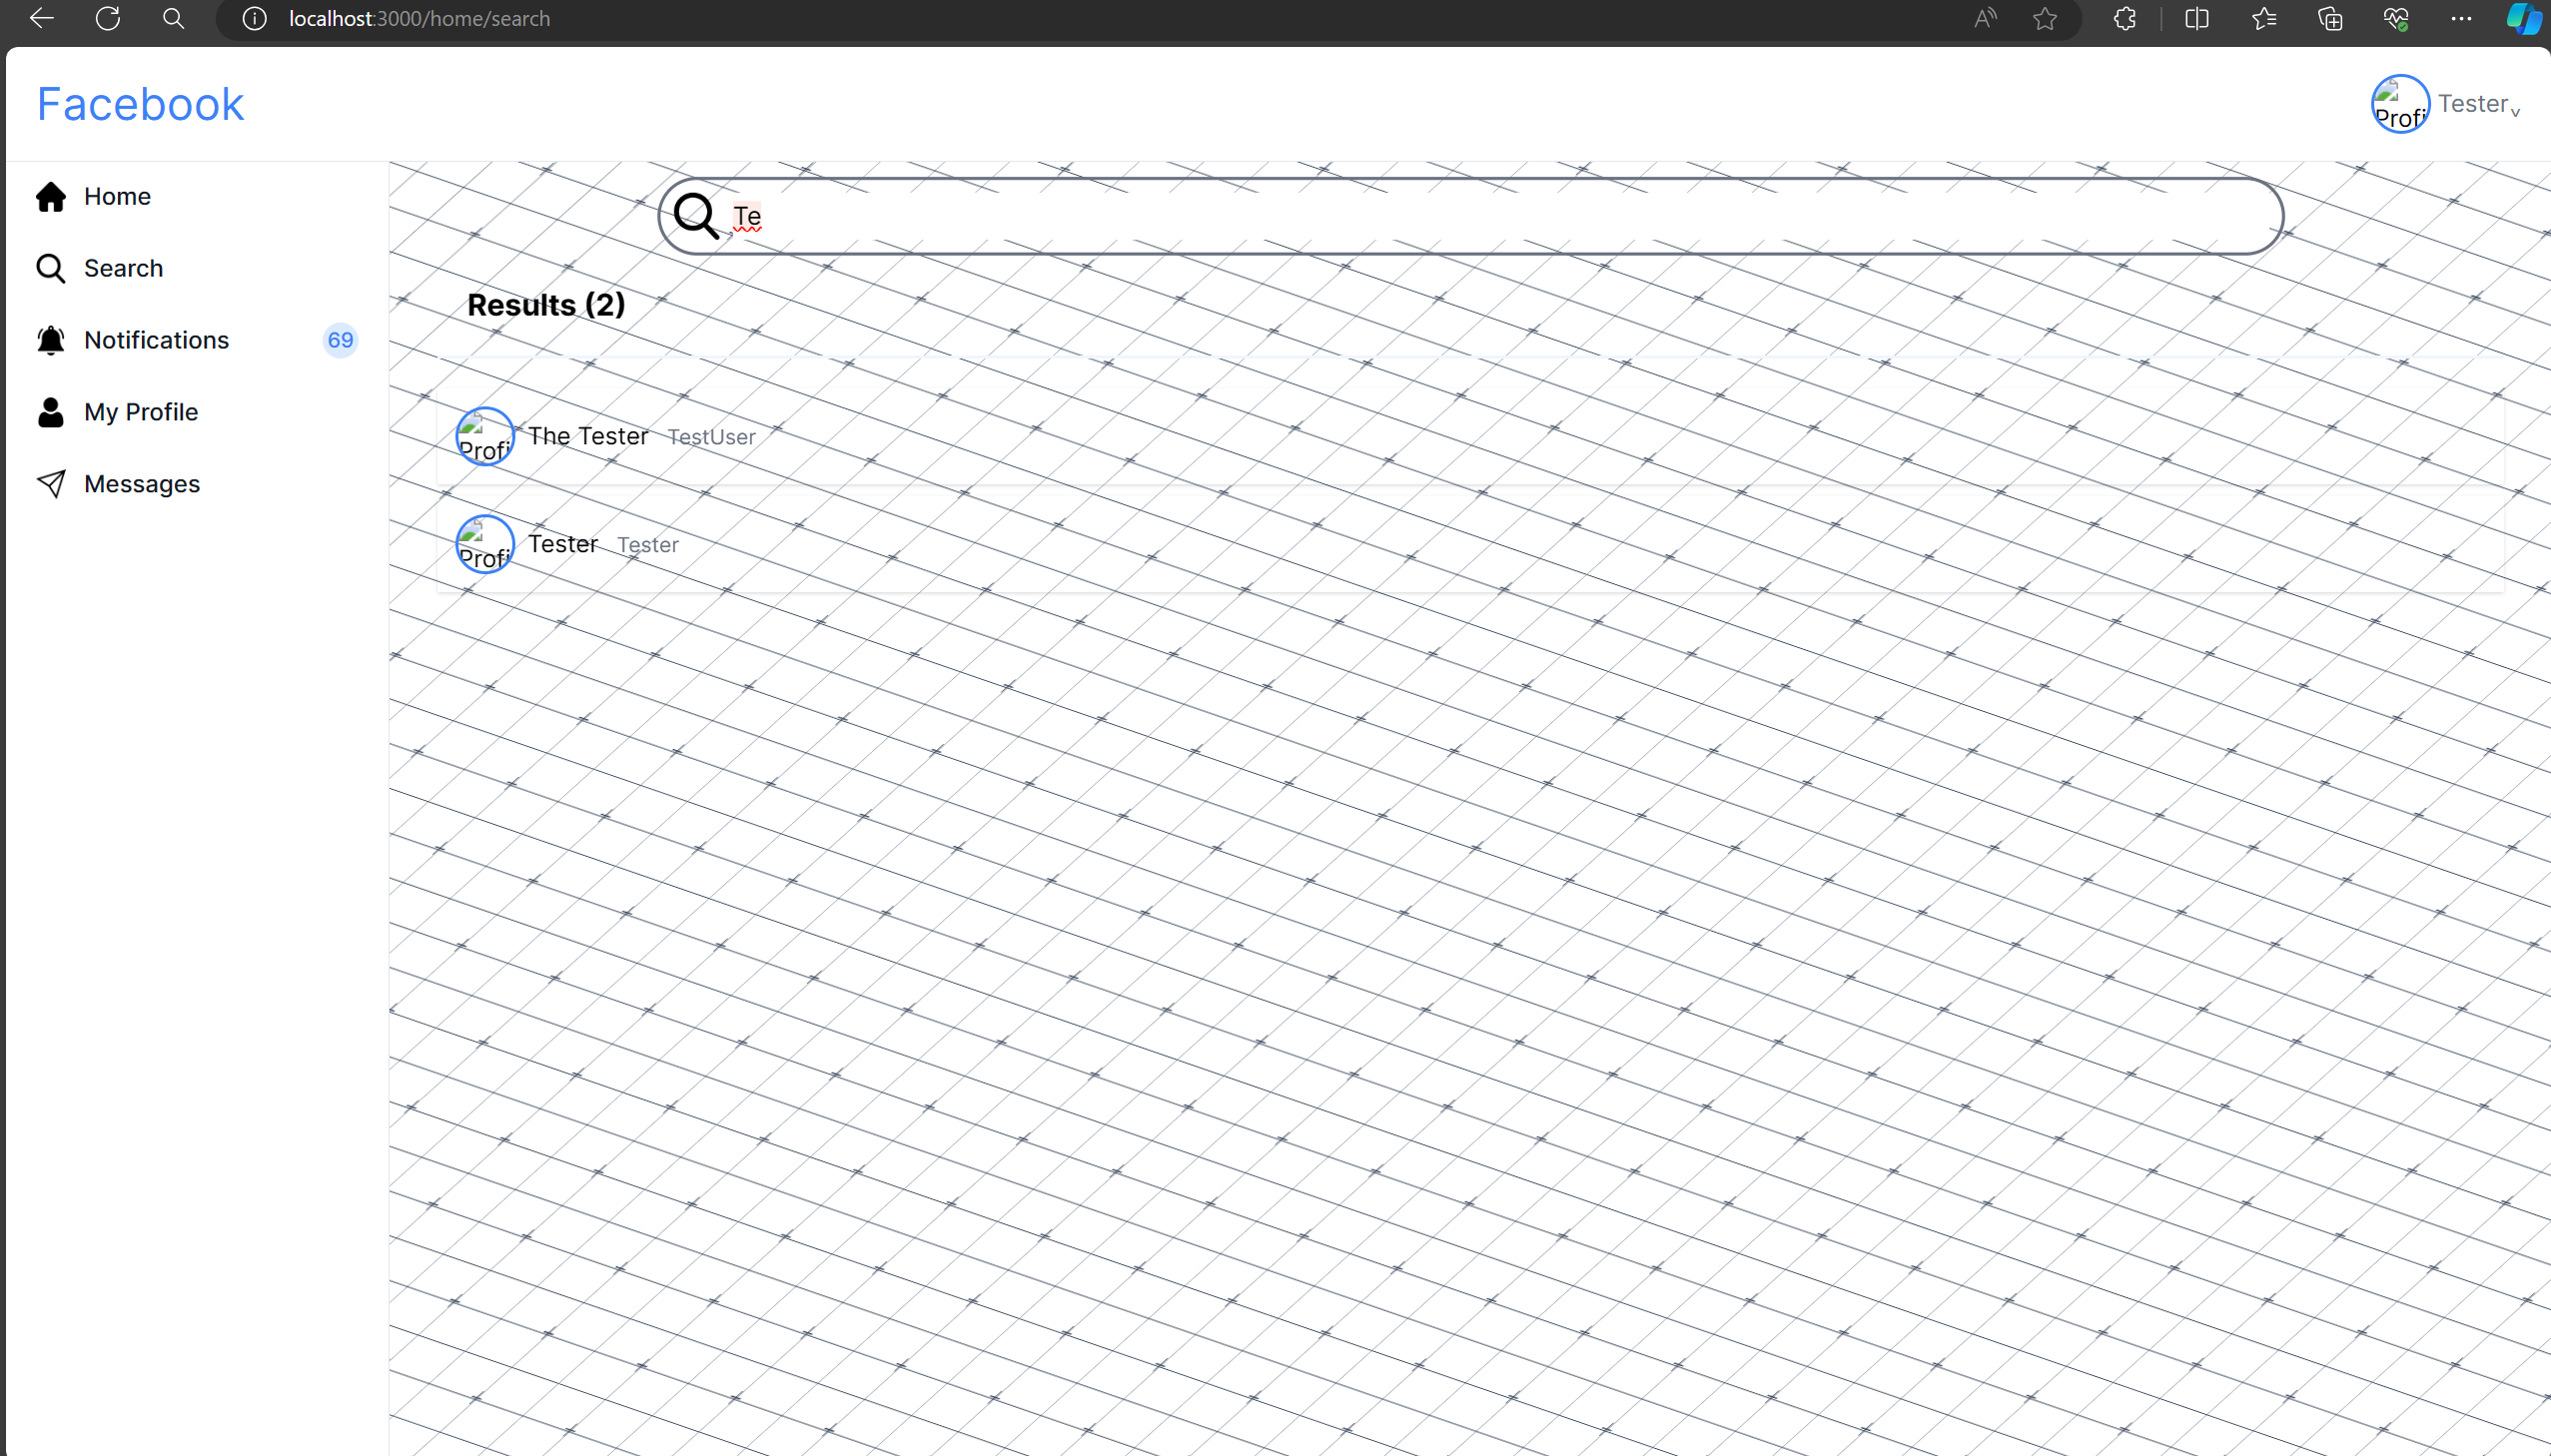 localhost:3000/home/search
Facebook
Profi
Tester
Home
Search
Notifications 69
My Profile
Messages
Te
Results (2)
Profi
The Tester TestUser
Profi
Tester Tester